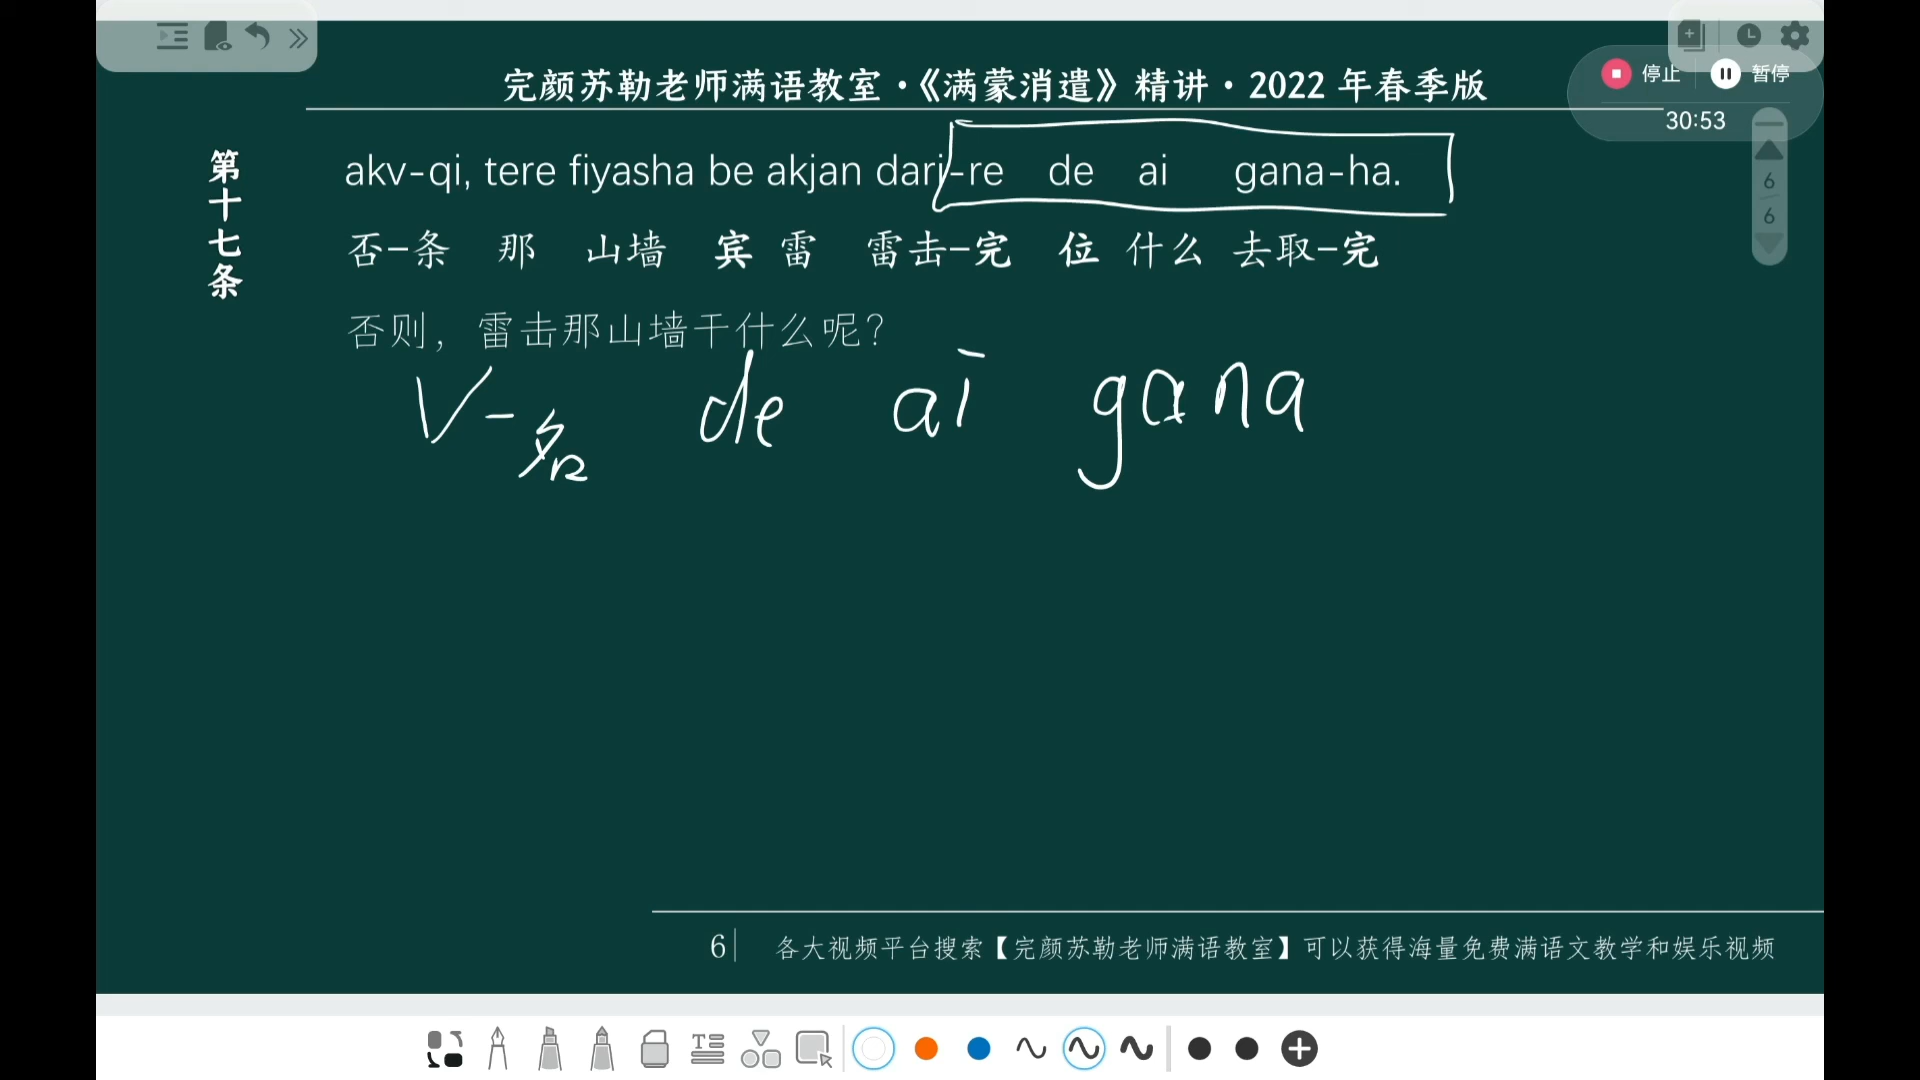 完颜苏勒老师满语教室·《满蒙消遣》精讲·2022 年春季版
停止
暂停
30:53
第十七条
akv-qi, tere fiyasha be akjan dari-re de ai gana-ha.
否-条 那 山墙 宾 雷 雷击-完 位 什么 去取-完
否则，雷击那山墙干什么呢？
V-名 de ai gana
6
6
6 各大视频平台搜索【完颜苏勒老师满语教室】可以获得海量免费满语文教学和娱乐视频